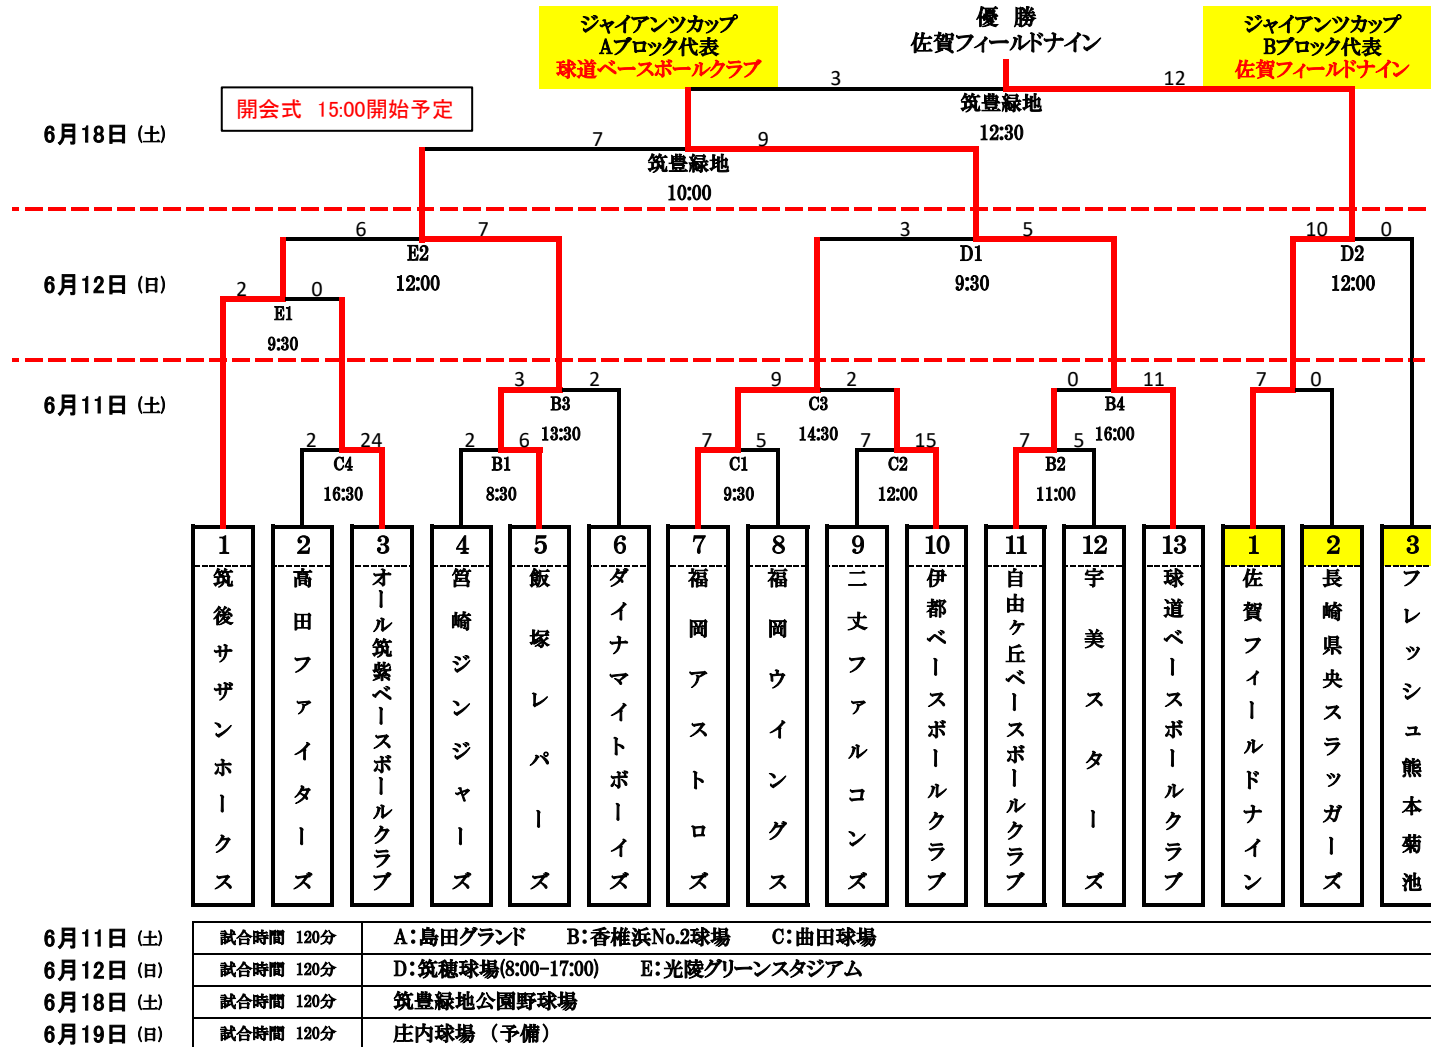 ジャイアンツカップ
Aブロック代表
球道ベースボールクラブ
優 勝
佐賀フィールドナイン
ジャイアンツカップ
Bブロック代表
佐賀フィールドナイン
3
12
開会式 15:00開始予定
筑豊緑地
12:30
6月18日 (土)
7
9
筑豊緑地
10:00
6
7
3
5
10
0
E2
D1
D2
6月12日 (日)
12:00
9:30
12:00
2
0
E1
9:30
3
2
9
2
0
11
7
0
6月11日 (土)
B3
C3
B4
13:30
14:30
16:00
2
24
2
6
7
5
7
15
7
5
C4
B1
C1
C2
B2
16:30
8:30
9:30
12:00
11:00
1
2
3
4
5
6
7
8
9
10
11
12
13
1
2
3
筑後サザンホークス
高田ファイターズ
オール筑紫ベースボールクラブ
筥崎ジンジャーズ
飯塚レパーズ
ダイナマイトボーイズ
福岡アストロズ
福岡ウイングス
二丈ファルコンズ
伊都ベースボールクラブ
自由ヶ丘ベースボールクラブ
宇美スターズ
球道ベースボールクラブ
佐賀フィールドナイン
長崎県央スラッガーズ
フレッシュ熊本菊池
6月11日 (土) 試合時間 120分 A:島田グランド B:香椎浜No.2球場 C:曲田球場
6月12日 (日) 試合時間 120分 D:筑穂球場(8:00-17:00) E:光陵グリーンスタジアム
6月18日 (土) 試合時間 120分 筑豊緑地公園野球場
6月19日 (日) 試合時間 120分 庄内球場 (予備)